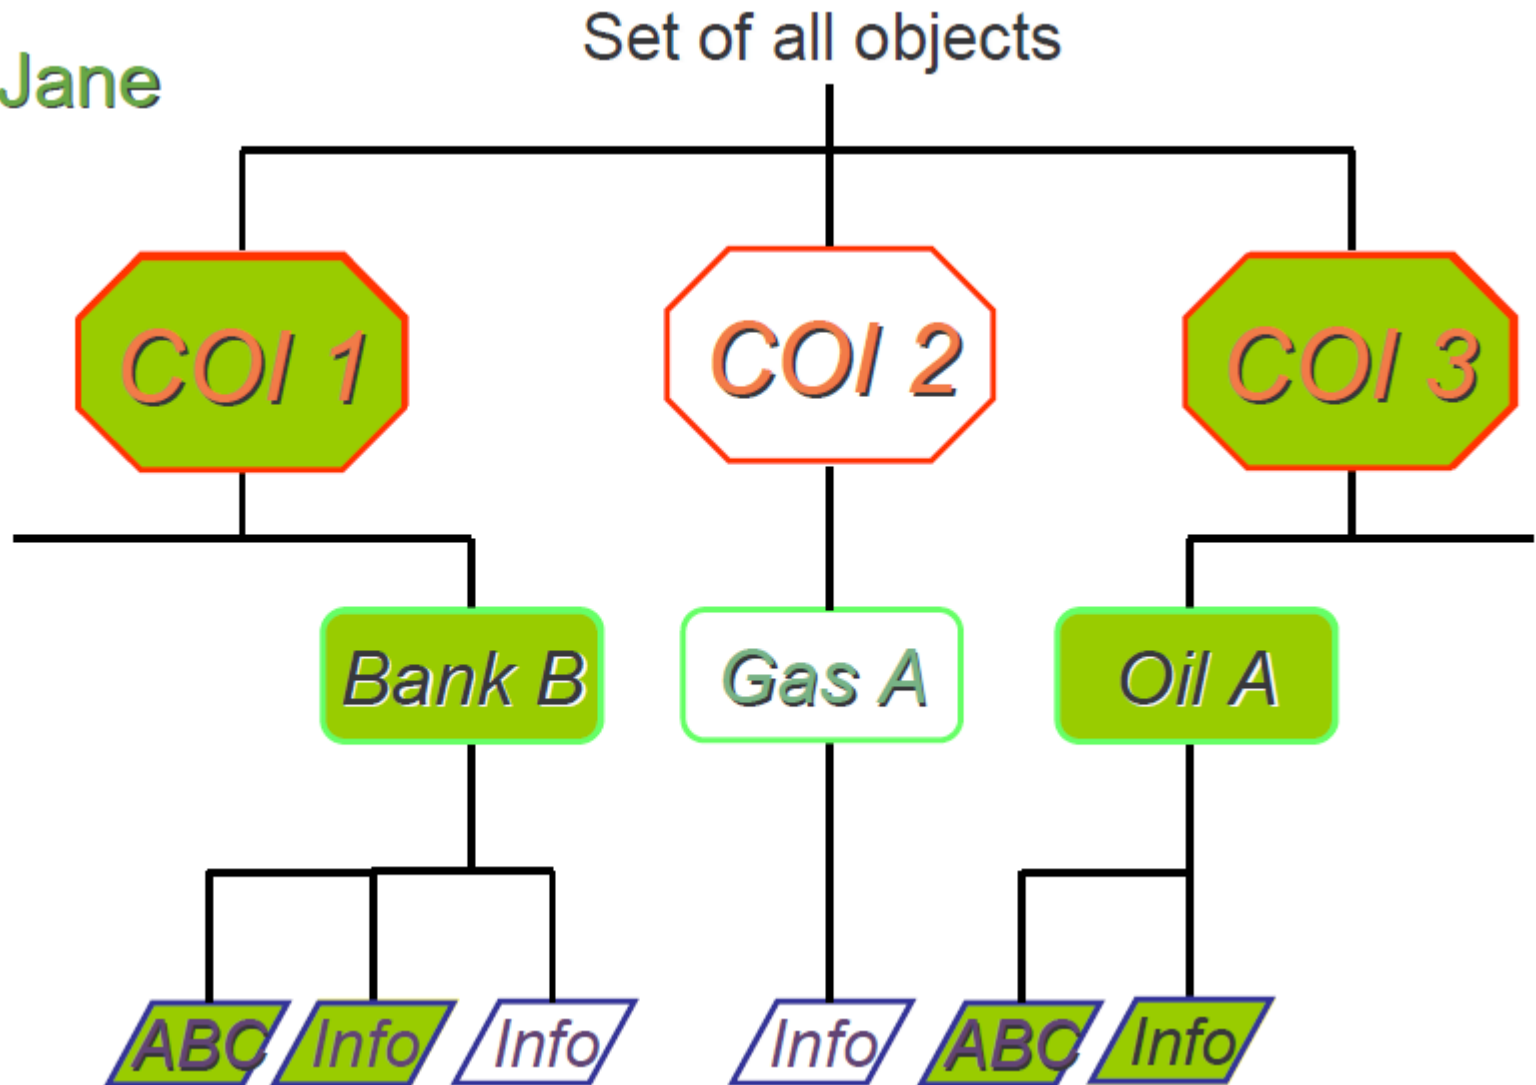 Set of all objects
Jane
COI 1
COI 2
COI 3
Bank B
Gas A
Oil A
ABC
Info
Info
Info
ABC
Info